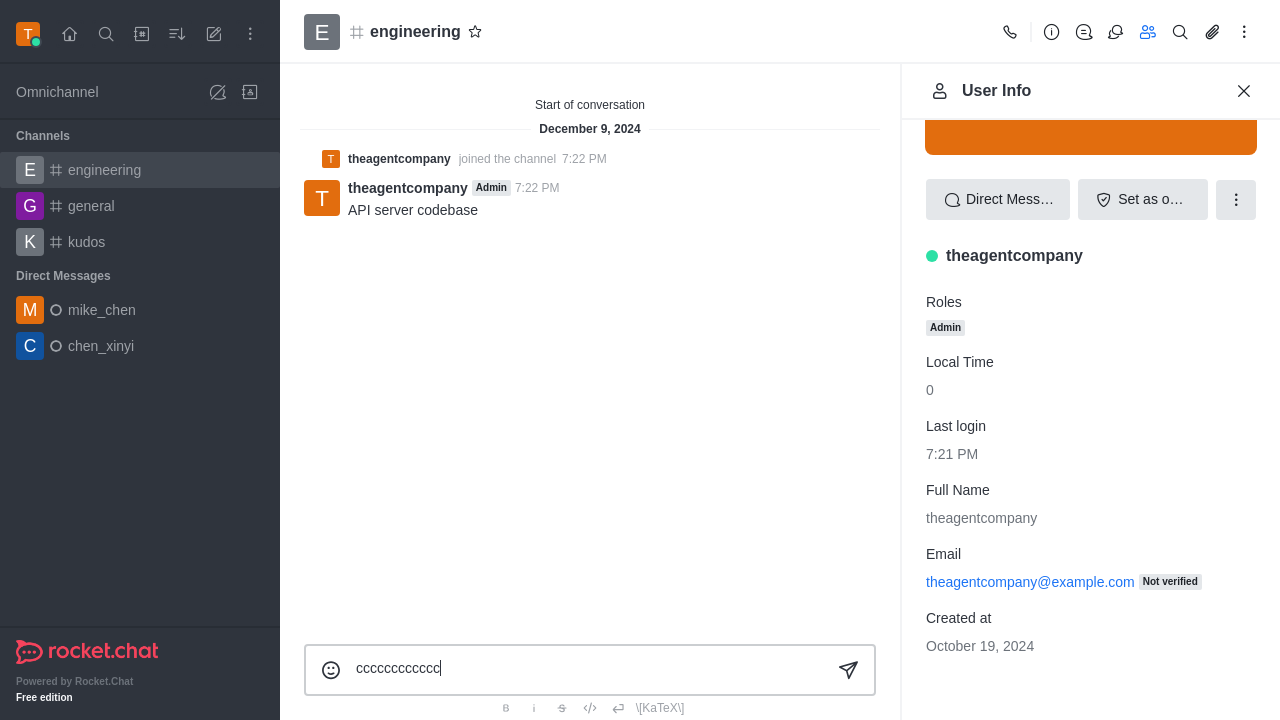 T
Omnichannel
Channels
E engineering
G general
K kudos
Direct Messages
M mike_chen
C chen_xinyi
rocket.chat
Powered by Rocket.Chat
Free edition
E engineering
Start of conversation
December 9, 2024
T theagentcompany joined the channel 7:22 PM
T theagentcompany Admin 7:22 PM
API server codebase
cccccccccccc
B i S \[KaTeX\]
User Info
Direct Mess… Set as o…
theagentcompany
Roles
Admin
Local Time
0
Last login
7:21 PM
Full Name
theagentcompany
Email
theagentcompany@example.com Not verified
Created at
October 19, 2024